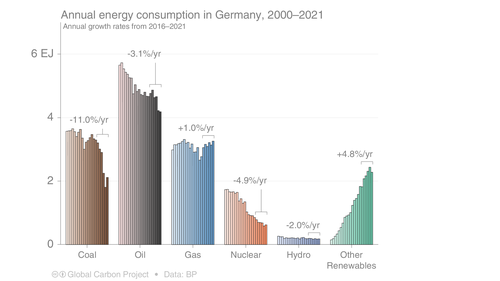 Annual energy consumption in Germany, 2000–2021
Annual growth rates from 2016–2021
6 EJ
4
2
0
-11.0%/yr
-3.1%/yr
+1.0%/yr
-4.9%/yr
-2.0%/yr
+4.8%/yr
Coal
Oil
Gas
Nuclear
Hydro
Other
Renewables
Global Carbon Project • Data: BP